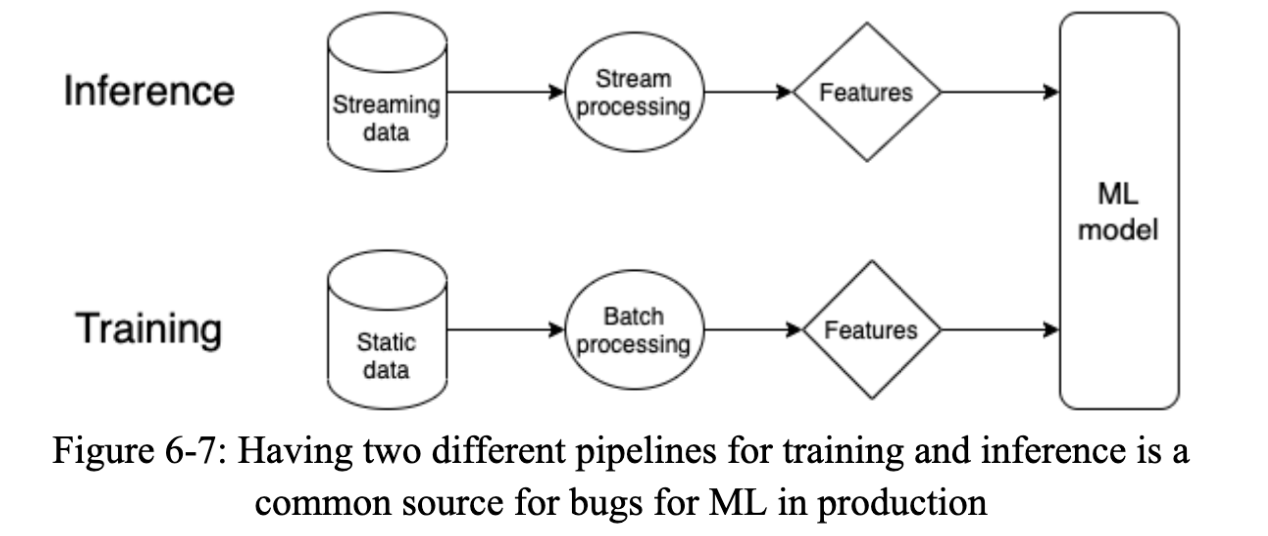 Inference
Streaming
data
Stream
processing
Features
ML
model
Training
Static
data
Batch
processing
Features
Figure 6-7: Having two different pipelines for training and inference is a
common source for bugs for ML in production